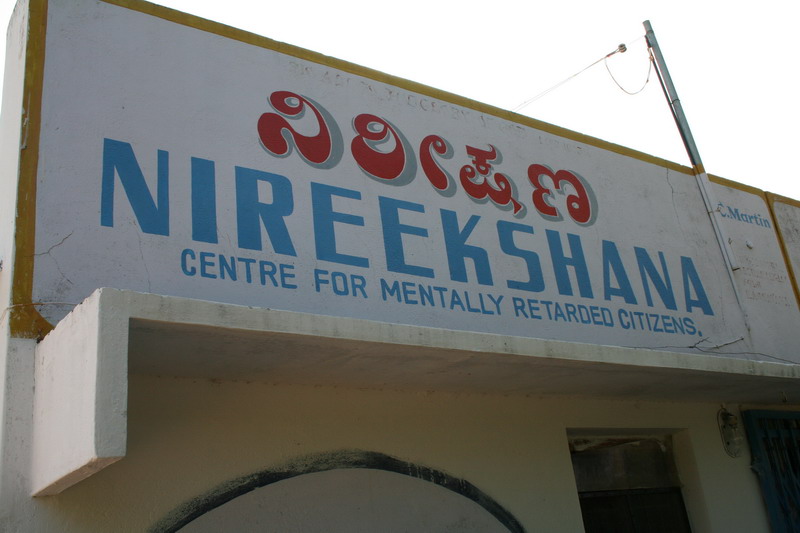 ನಿರೀಕ್ಷಣ
NIREEKSHANA
CENTRE FOR MENTALLY RETARDED CITIZENS.
C.Martin